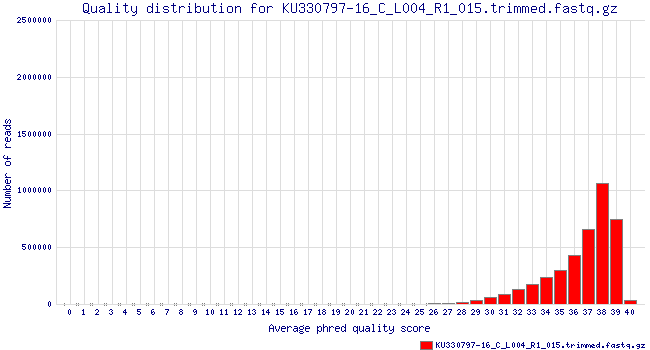 Quality distribution for KU330797-16_C_L004_R1_015.trimmed.fastq.gz
2500000
2000000
1500000
1000000
500000
0
Number of reads
0 1 2 3 4 5 6 7 8 9 10 11 12 13 14 15 16 17 18 19 20 21 22 23 24 25 26 27 28 29 30 31 32 33 34 35 36 37 38 39 40
Average phred quality score
KU330797-16_C_L004_R1_015.trimmed.fastq.gz